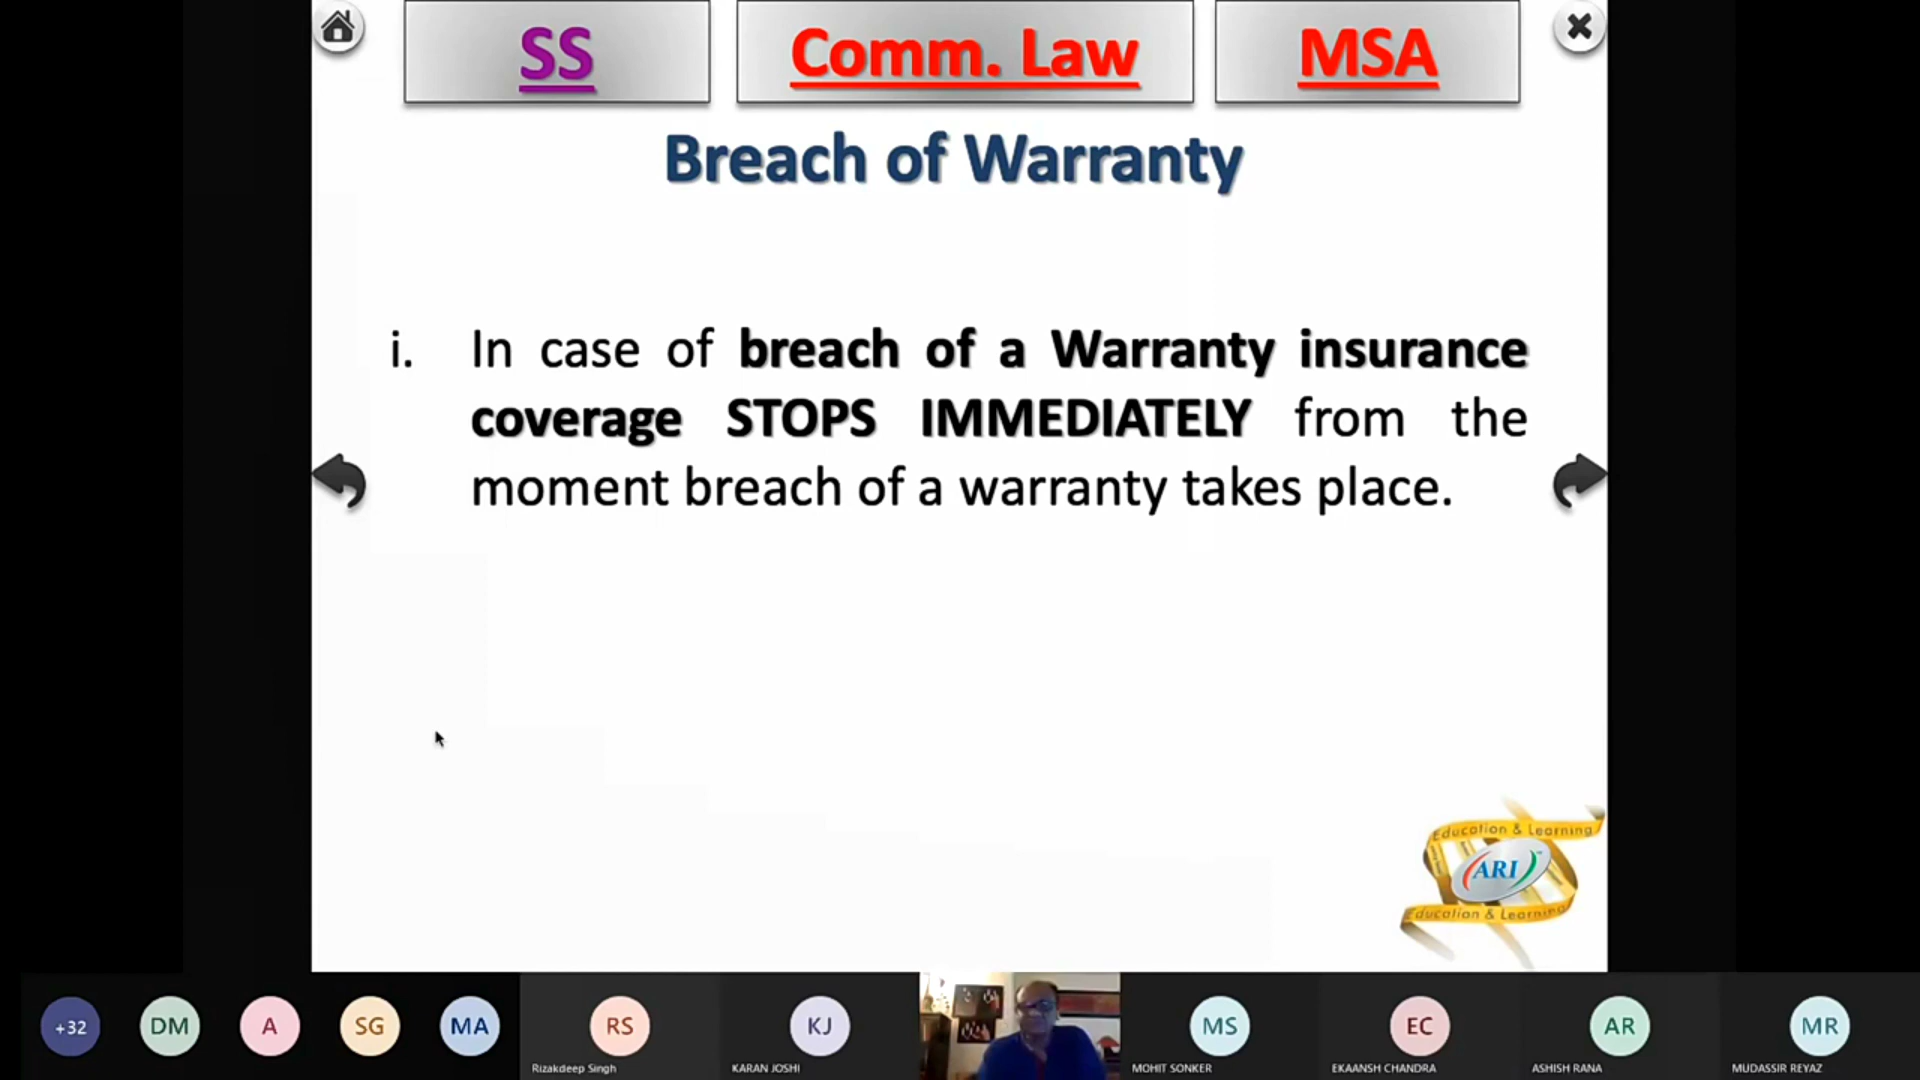 SS
Comm. Law
MSA
Breach of Warranty
i. In case of breach of a Warranty insurance
coverage STOPS IMMEDIATELY from the
moment breach of a warranty takes place.
Education & Learning
ARI
Education & Learning
+32
DM
A
SG
MA
RS
KJ
MS
EC
AR
MR
Rizakdeep Singh
KARAN JOSHI
MOHIT SONKER
EKAANSH CHANDRA
ASHISH RANA
MUDASSIR REYAZ